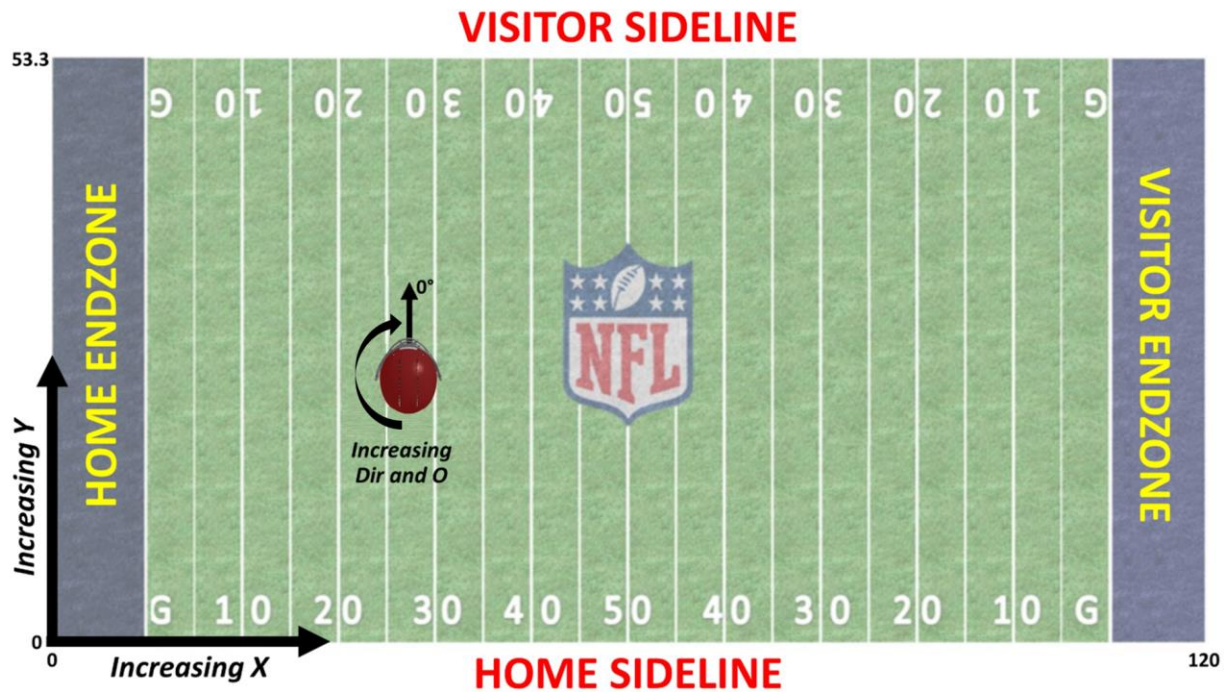 VISITOR SIDELINE
53.3
G 10 20 30 40 50 40 30 20 10 G
HOME ENDZONE
VISITOR ENDZONE
0°
NFL
Increasing
Dir and O
Increasing Y
G 10 20 30 40 50 40 30 20 10 G
0
0
Increasing X
HOME SIDELINE
120